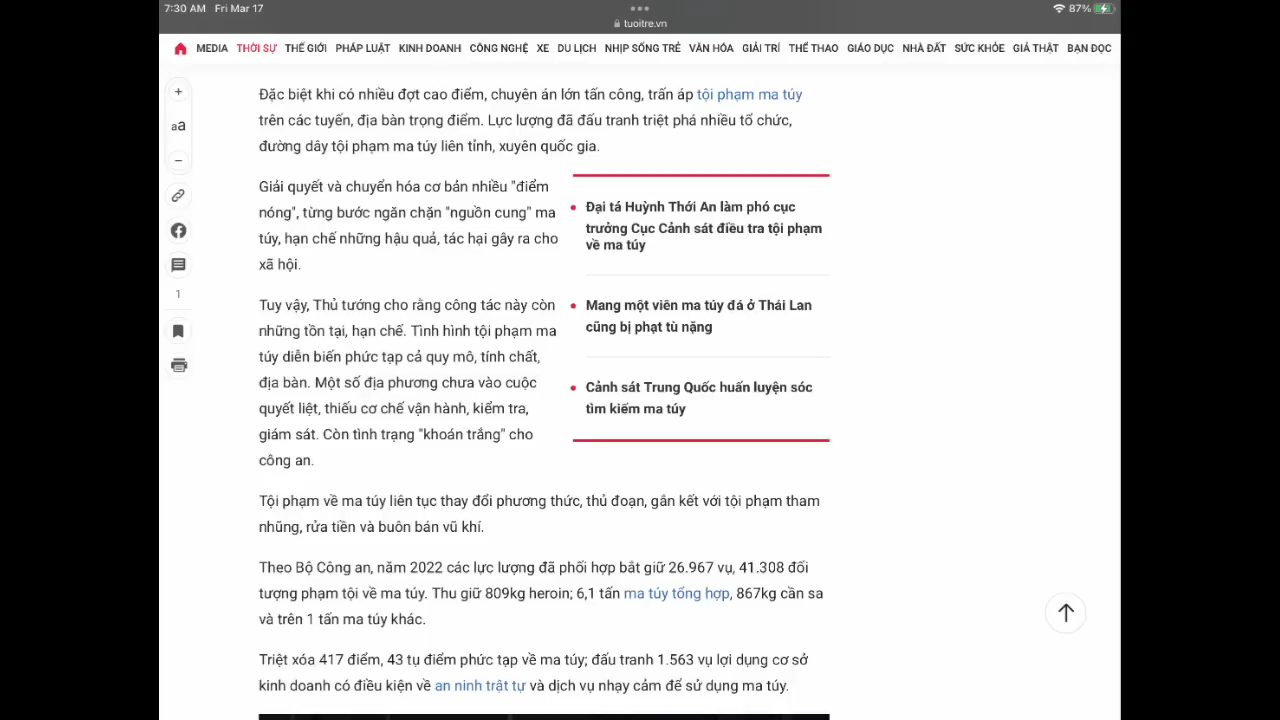 7:30 AM Fri Mar 17
87%
tuoitre.vn
MEDIA THỜI SỰ THẾ GIỚI PHÁP LUẬT KINH DOANH CÔNG NGHỆ XE DU LỊCH NHỊP SỐNG TRẺ VĂN HÓA GIẢI TRÍ THỂ THAO GIÁO DỤC NHÀ ĐẤT SỨC KHỎE GIẢ THẬT BẠN ĐỌC
+
aa
−
1
Đặc biệt khi có nhiều đợt cao điểm, chuyên án lớn tấn công, trấn áp tội phạm ma túy
trên các tuyến, địa bàn trọng điểm. Lực lượng đã đấu tranh triệt phá nhiều tổ chức,
đường dây tội phạm ma túy liên tỉnh, xuyên quốc gia.
Giải quyết và chuyển hóa cơ bản nhiều "điểm
nóng", từng bước ngăn chặn "nguồn cung" ma
túy, hạn chế những hậu quả, tác hại gây ra cho
xã hội.
Tuy vậy, Thủ tướng cho rằng công tác này còn
những tồn tại, hạn chế. Tình hình tội phạm ma
túy diễn biến phức tạp cả quy mô, tính chất,
địa bàn. Một số địa phương chưa vào cuộc
quyết liệt, thiếu cơ chế vận hành, kiểm tra,
giám sát. Còn tình trạng "khoán trắng" cho
công an.
Đại tá Huỳnh Thới An làm phó cục
trưởng Cục Cảnh sát điều tra tội phạm
về ma túy
Mang một viên ma túy đá ở Thái Lan
cũng bị phạt tù nặng
Cảnh sát Trung Quốc huấn luyện sóc
tìm kiếm ma túy
Tội phạm về ma túy liên tục thay đổi phương thức, thủ đoạn, gắn kết với tội phạm tham
nhũng, rửa tiền và buôn bán vũ khí.
Theo Bộ Công an, năm 2022 các lực lượng đã phối hợp bắt giữ 26.967 vụ, 41.308 đối
tượng phạm tội về ma túy. Thu giữ 809kg heroin; 6,1 tấn ma túy tổng hợp, 867kg cần sa
và trên 1 tấn ma túy khác.
Triệt xóa 417 điểm, 43 tụ điểm phức tạp về ma túy; đấu tranh 1.563 vụ lợi dụng cơ sở
kinh doanh có điều kiện về an ninh trật tự và dịch vụ nhạy cảm để sử dụng ma túy.